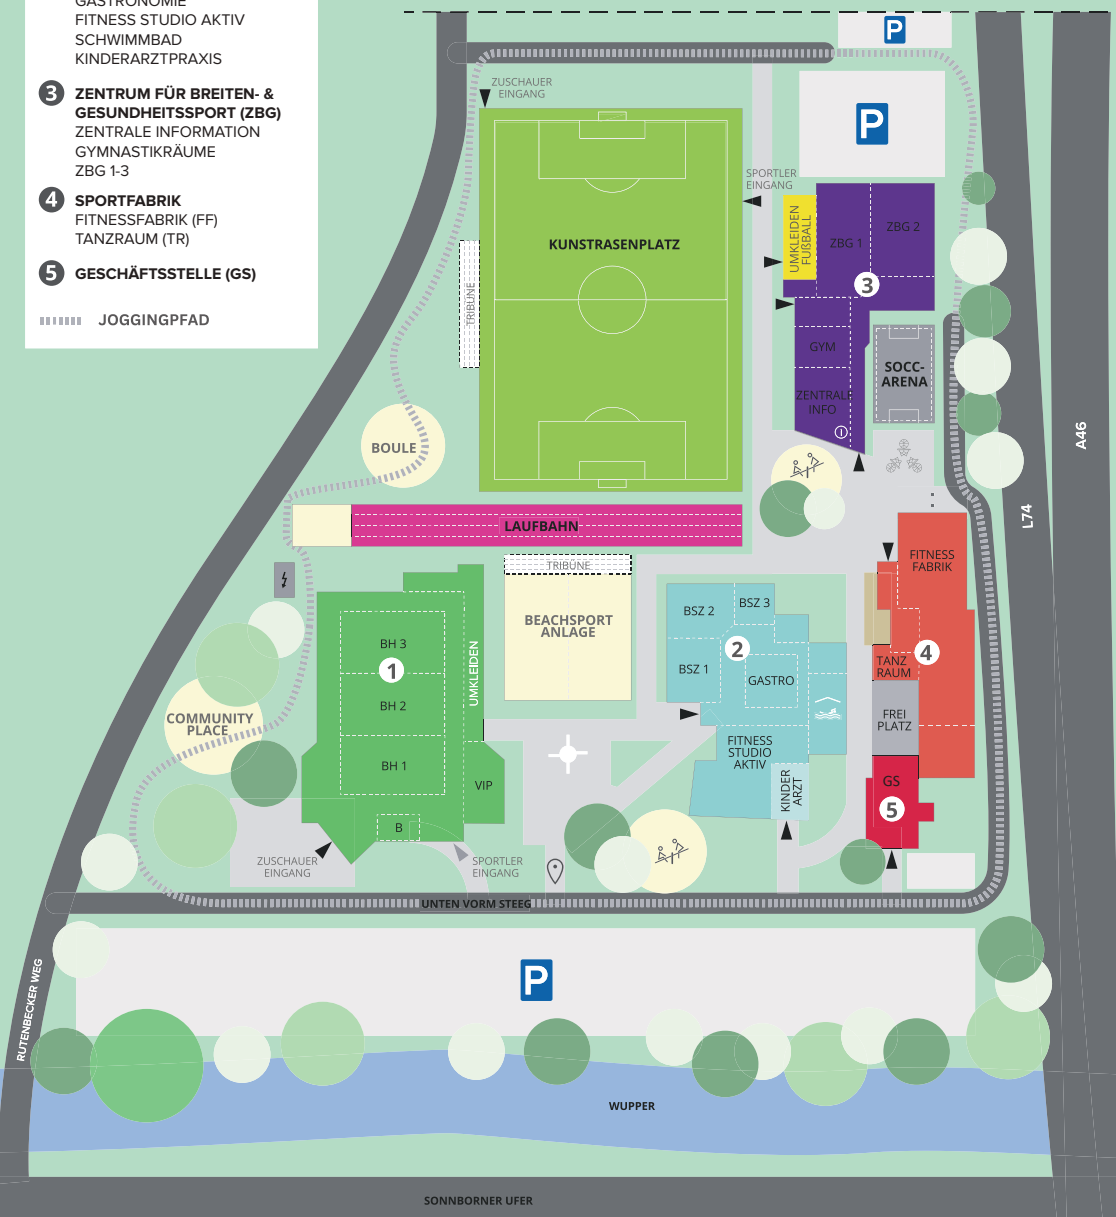 GASTRONOMIE
FITNESS STUDIO AKTIV
SCHWIMMBAD
KINDERARZTPRAXIS
3 ZENTRUM FÜR BREITEN- &
GESUNDHEITSSPORT (ZBG)
ZENTRALE INFORMATION
GYMNASTIKRÄUME
ZBG 1-3
4 SPORTFABRIK
FITNESSFABRIK (FF)
TANZRAUM (TR)
5 GESCHÄFTSSTELLE (GS)
JOGGINGPFAD
P
P
ZUSCHAUER
EINGANG
SPORTLER
EINGANG
KUNSTRASENPLATZ
TRIBÜNE
UMKLEIDEN
FUßBALL
ZBG 1
ZBG 2
3
GYM
ZENTRALE
INFO
i
SOCC-
ARENA
A46
L74
BOULE
LAUFBAHN
TRIBÜNE
BEACHSPORT
ANLAGE
FITNESS
FABRIK
BSZ 2
BSZ 3
2
BSZ 1
GASTRO
FITNESS
STUDIO
AKTIV
KINDER
ARZT
4
TANZ
RAUM
FREI
PLATZ
GS
5
BH 3
1
BH 2
BH 1
UMKLEIDEN
VIP
B
COMMUNITY
PLACE
ZUSCHAUER
EINGANG
SPORTLER
EINGANG
UNTEN VORM STEEG
RUTENBECKER WEG
P
WUPPER
SONNBORNER UFER